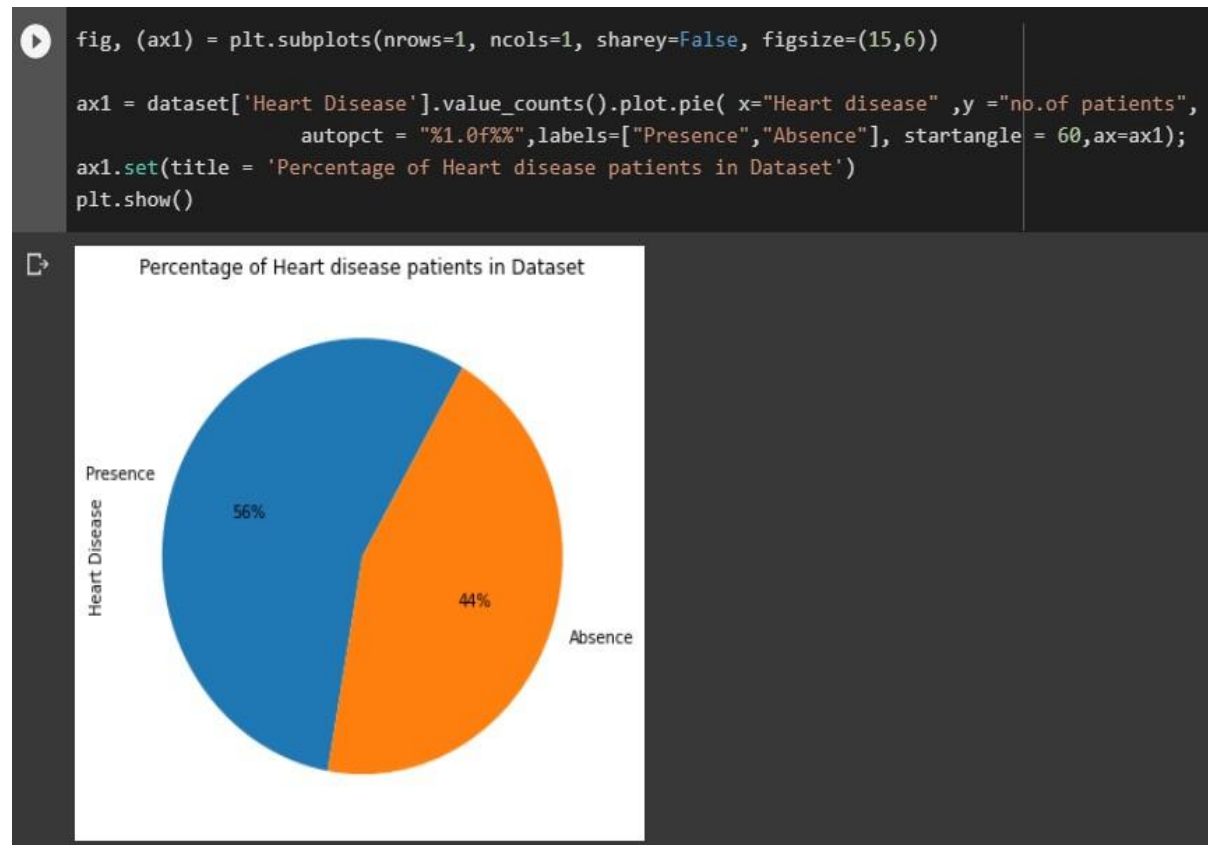 fig, (ax1) = plt.subplots(nrows=1, ncols=1, sharey=False, figsize=(15,6))
ax1 = dataset['Heart Disease'].value_counts().plot.pie( x="Heart disease" ,y ="no.of patients",
autopct = "%1.0f%%",labels=["Presence","Absence"], startangle = 60,ax=ax1);
ax1.set(title = 'Percentage of Heart disease patients in Dataset')
plt.show()
Percentage of Heart disease patients in Dataset
Presence
56%
Heart Disease
44%
Absence